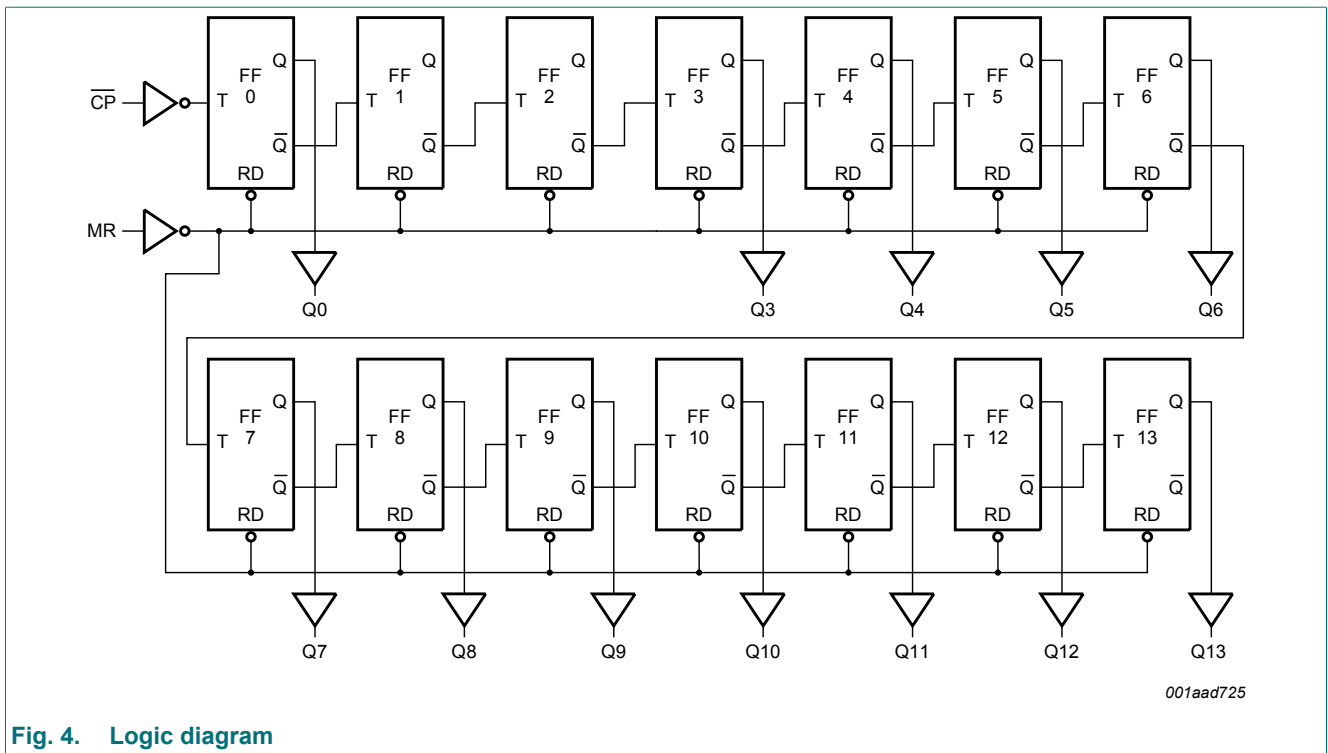 Q Q Q Q Q Q Q
FF FF FF FF FF FF FF
C̅P̅ T 0 T 1 T 2 T 3 T 4 T 5 T 6
Q̅ Q̅ Q̅ Q̅ Q̅ Q̅ Q̅
RD RD RD RD RD RD RD
MR
Q0 Q3 Q4 Q5 Q6
Q Q Q Q Q Q Q
FF FF FF FF FF FF FF
T 7 T 8 T 9 T 10 T 11 T 12 T 13
Q̅ Q̅ Q̅ Q̅ Q̅ Q̅ Q̅
RD RD RD RD RD RD RD
Q7 Q8 Q9 Q10 Q11 Q12 Q13
001aad725
Fig. 4. Logic diagram